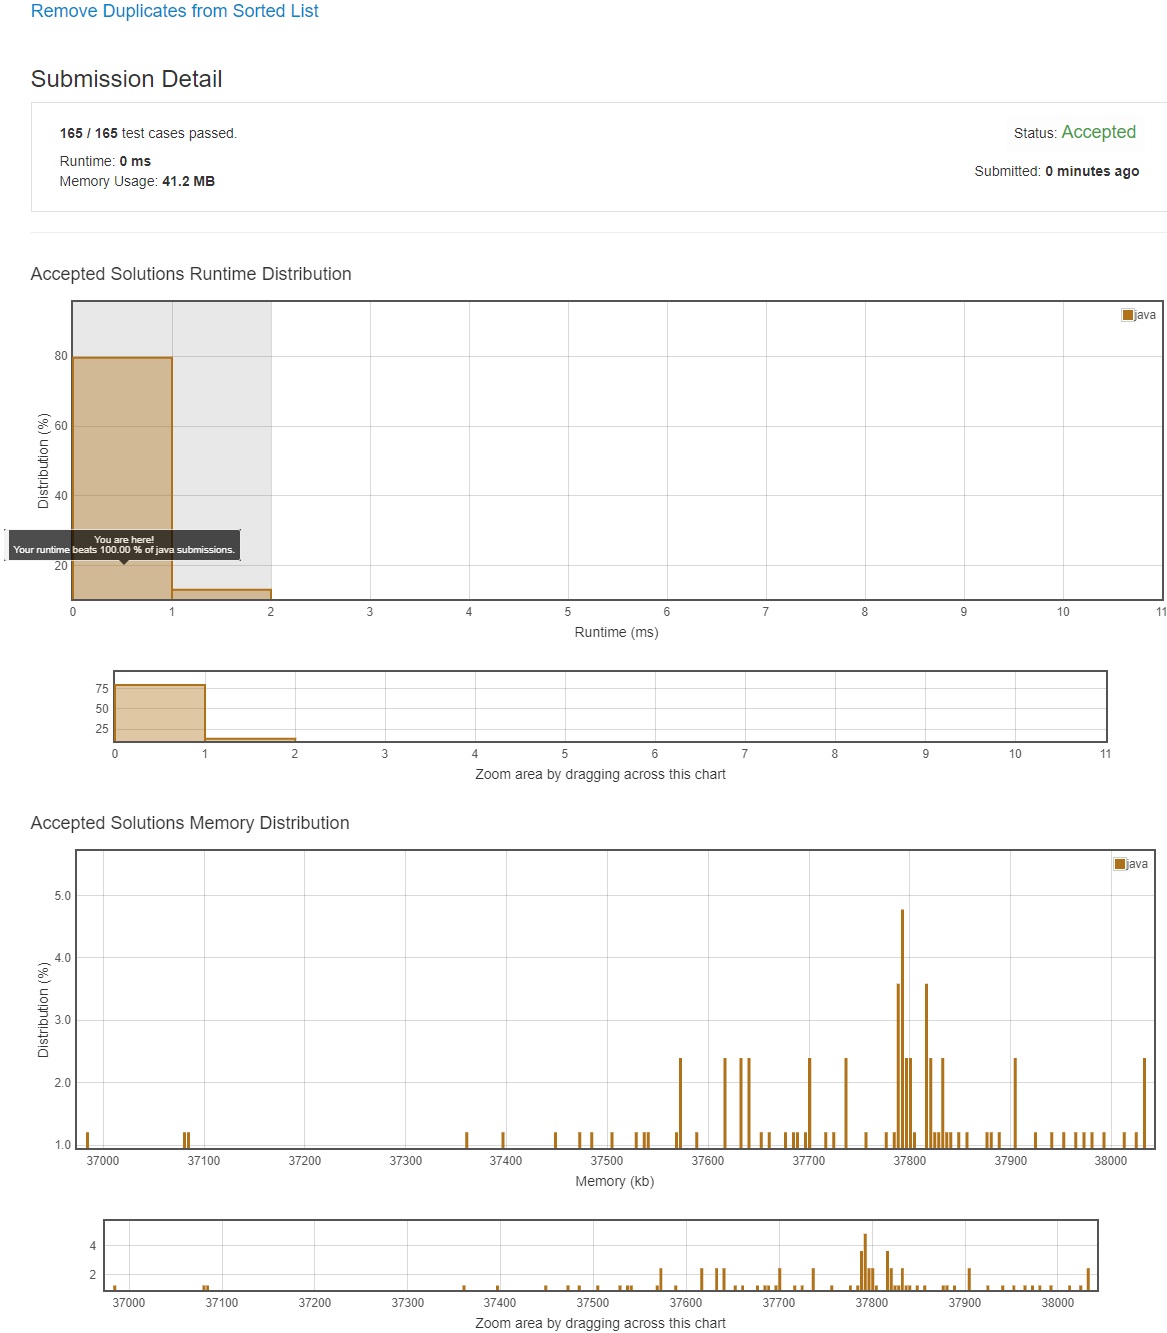 Remove Duplicates from Sorted List
Submission Detail
165 / 165 test cases passed.
Status: Accepted
Runtime: 0 ms
Memory Usage: 41.2 MB
Submitted: 0 minutes ago
Accepted Solutions Runtime Distribution
java
Distribution (%)
80
60
40
20
You are here!
Your runtime beats 100.00 % of java submissions.
0 1 2 3 4 5 6 7 8 9 10 11
Runtime (ms)
75
50
25
0 1 2 3 4 5 6 7 8 9 10 11
Zoom area by dragging across this chart
Accepted Solutions Memory Distribution
java
Distribution (%)
5.0
4.0
3.0
2.0
1.0
37000 37100 37200 37300 37400 37500 37600 37700 37800 37900 38000
Memory (kb)
4
2
37000 37100 37200 37300 37400 37500 37600 37700 37800 37900 38000
Zoom area by dragging across this chart